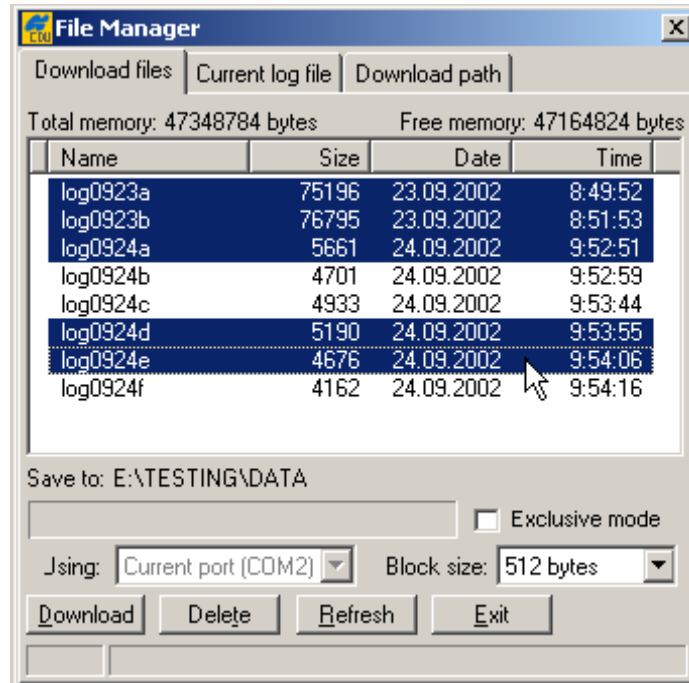 CDU File Manager
Download files Current log file Download path
Total memory: 47348784 bytes Free memory: 47164824 bytes
Name Size Date Time
log0923a 75196 23.09.2002 8:49:52
log0923b 76795 23.09.2002 8:51:53
log0924a 5661 24.09.2002 9:52:51
log0924b 4701 24.09.2002 9:52:59
log0924c 4933 24.09.2002 9:53:44
log0924d 5190 24.09.2002 9:53:55
log0924e 4676 24.09.2002 9:54:06
log0924f 4162 24.09.2002 9:54:16
Save to: E:\TESTING\DATA
Exclusive mode
Using: Current port (COM2) Block size: 512 bytes
Download Delete Refresh Exit